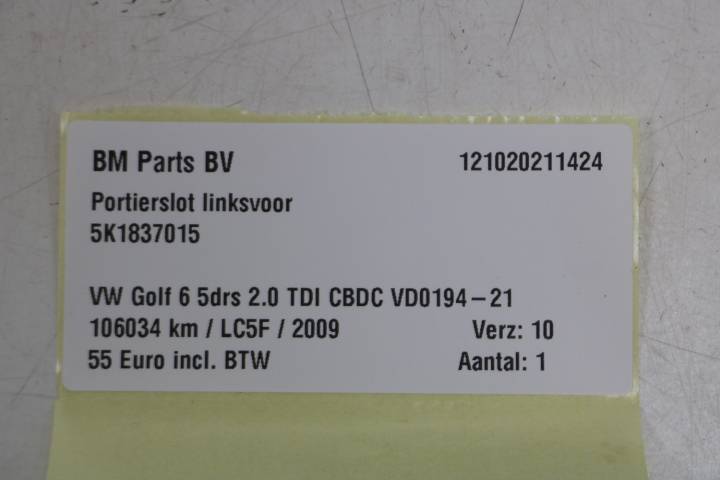 BM Parts BV 121020211424
Portierslot linksvoor
5K1837015
VW Golf 6 5drs 2.0 TDI CBDC VD0194-21
106034 km / LC5F / 2009 Verz: 10
55 Euro incl. BTW Aantal: 1